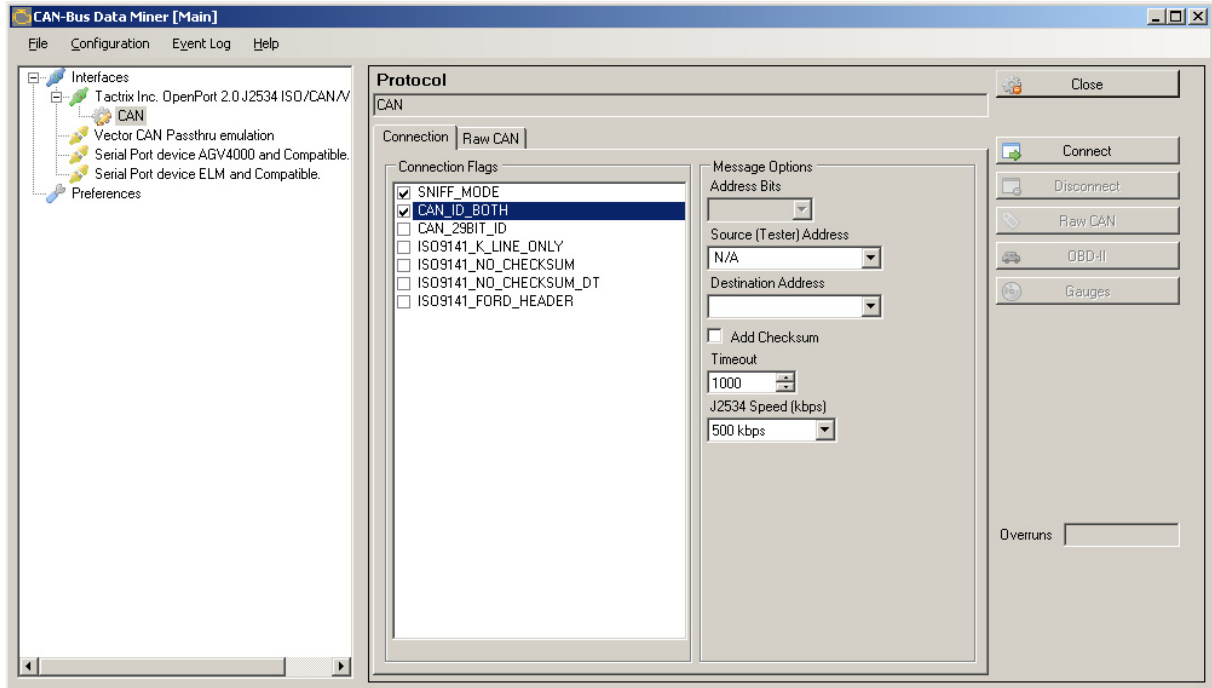 CAN-Bus Data Miner [Main]
File Configuration Event Log Help
Interfaces
Tactrix Inc. OpenPort 2.0 J2534 ISO/CAN/V
CAN
Vector CAN Passthru emulation
Serial Port device AGV4000 and Compatible.
Serial Port device ELM and Compatible.
Preferences
Protocol
CAN
Connection Raw CAN
Connection Flags
SNIFF_MODE
CAN_ID_BOTH
CAN_29BIT_ID
ISO9141_K_LINE_ONLY
ISO9141_NO_CHECKSUM
ISO9141_NO_CHECKSUM_DT
ISO9141_FORD_HEADER
Message Options
Address Bits
Source (Tester) Address
N/A
Destination Address
Add Checksum
Timeout
1000
J2534 Speed (kbps)
500 kbps
Close
Connect
Disconnect
Raw CAN
OBD-II
Gauges
Overruns